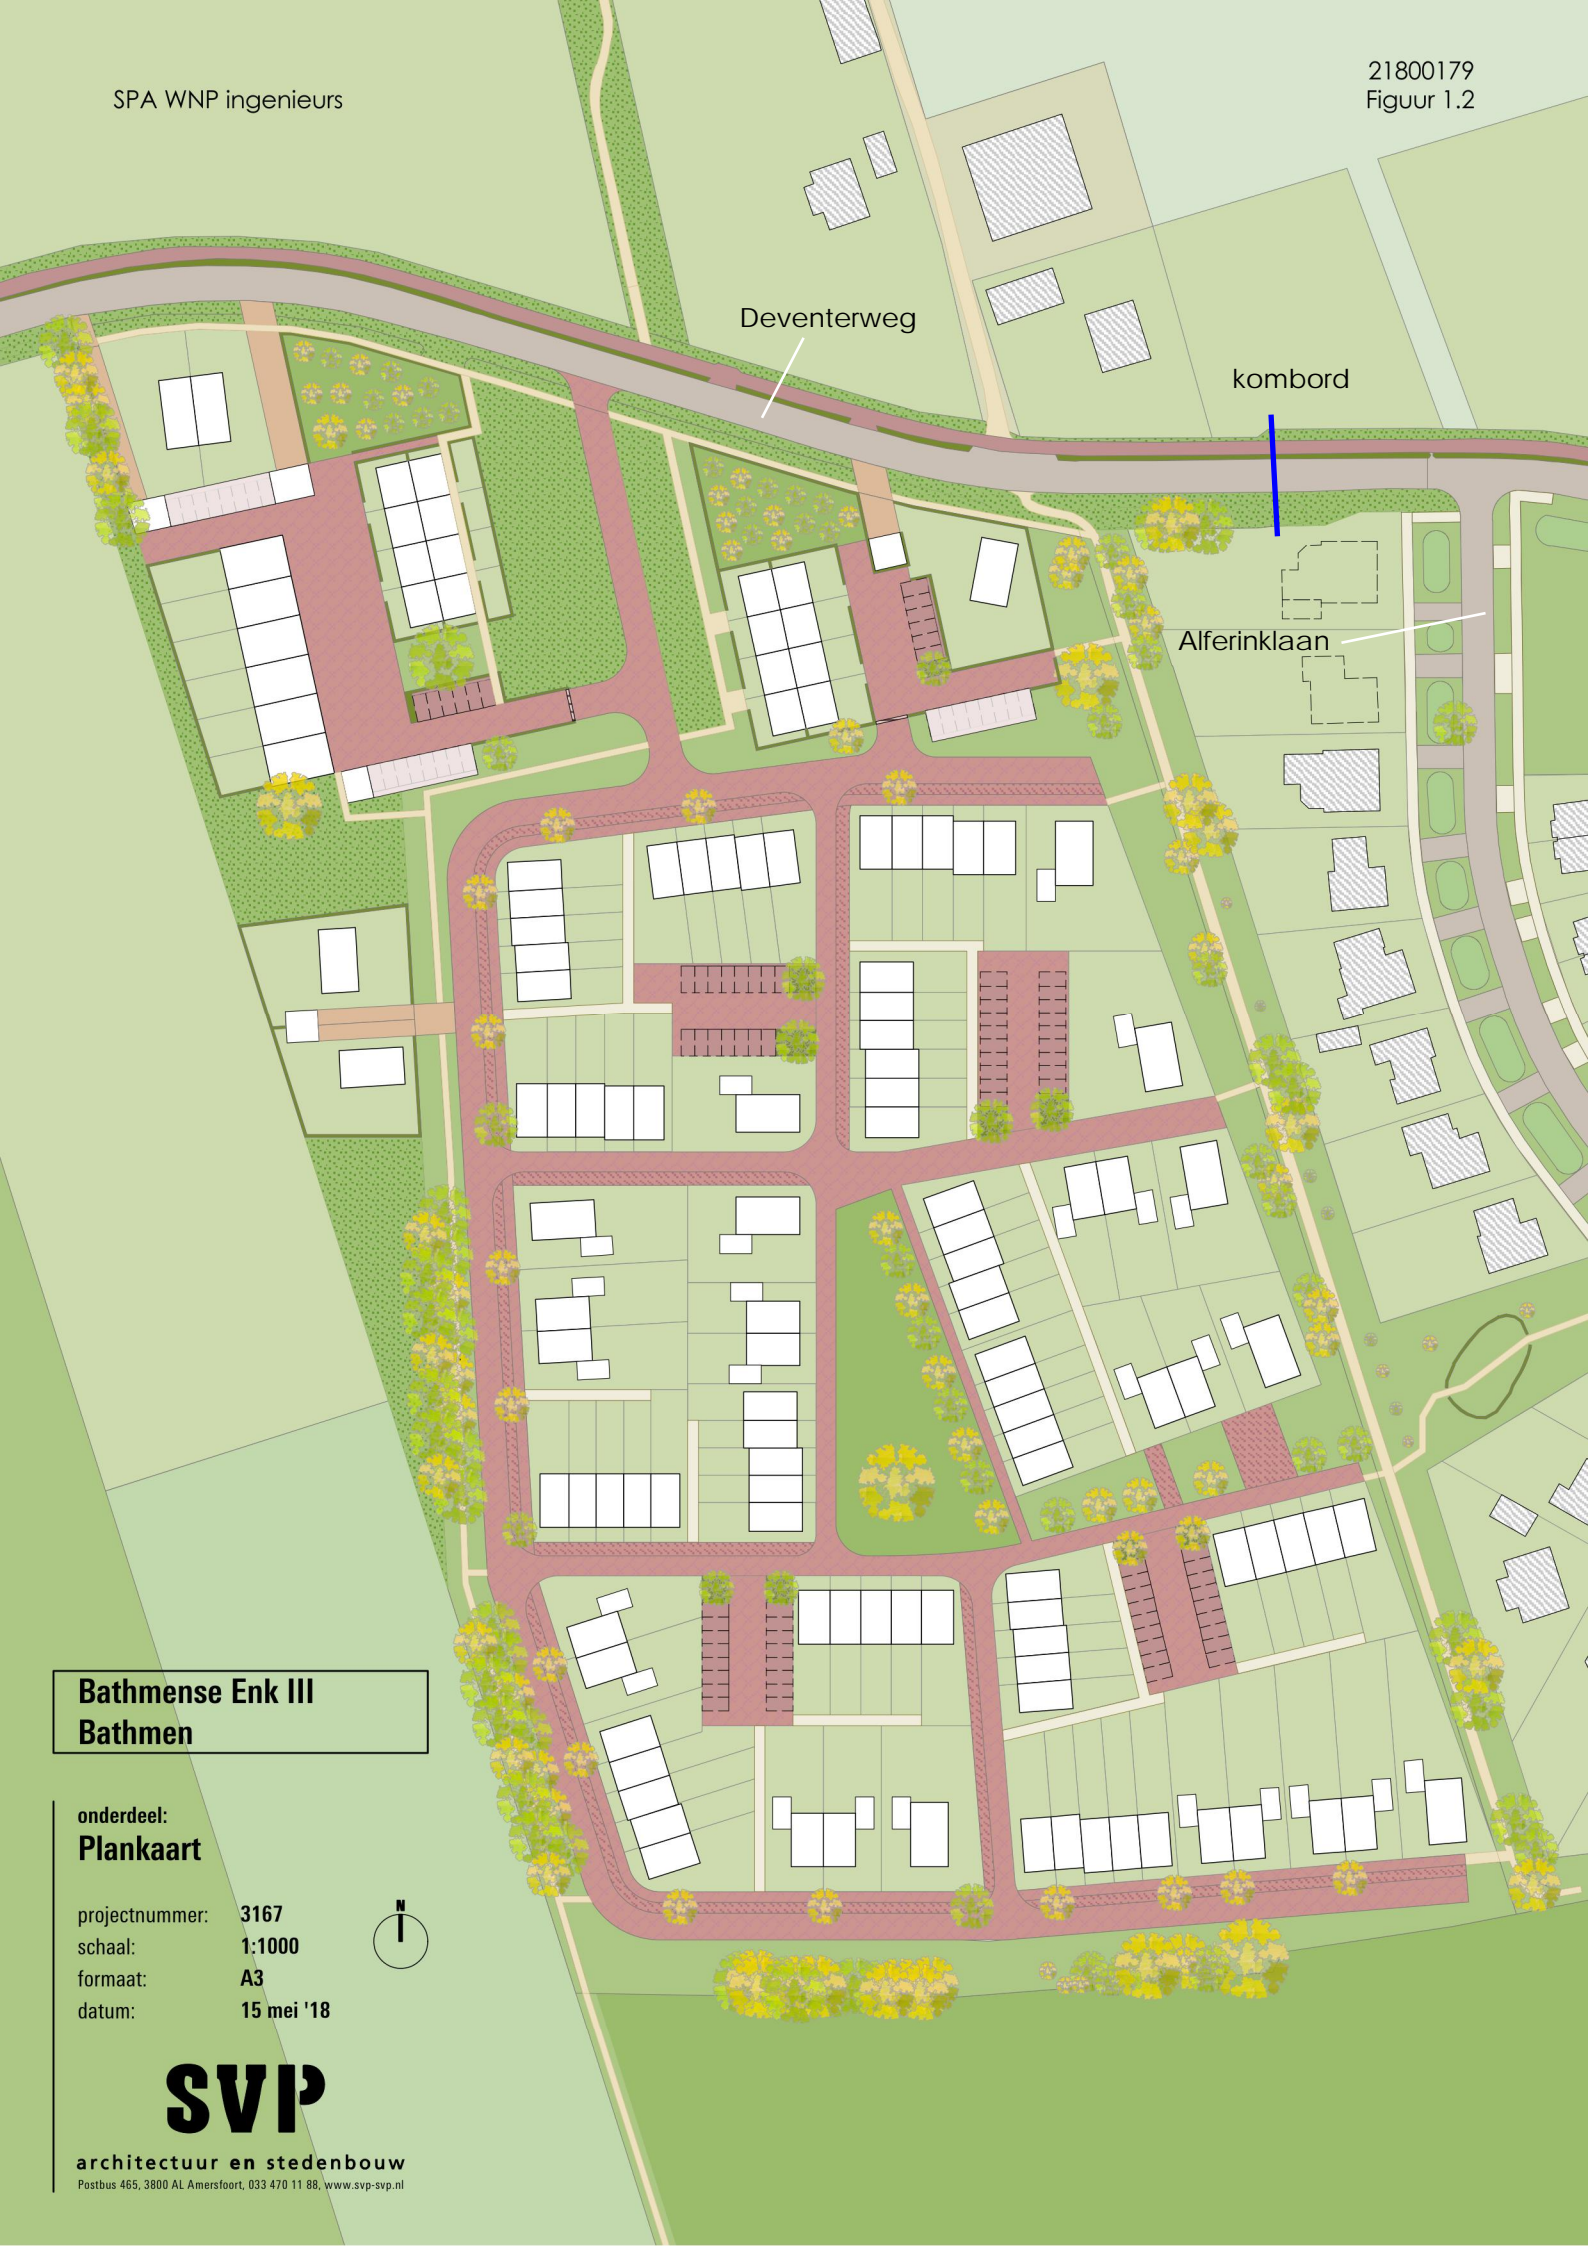 SPA WNP ingenieurs
21800179
Figuur 1.2
Deventerweg
kombord
Alferinklaan
Bathmense Enk III
Bathmen
onderdeel:
Plankaart
projectnummer: 3167
schaal: 1:1000
formaat: A3
datum: 15 mei '18
N
SVP
architectuur en stedenbouw
Postbus 465, 3800 AL Amersfoort, 033 470 11 88, www.svp-svp.nl